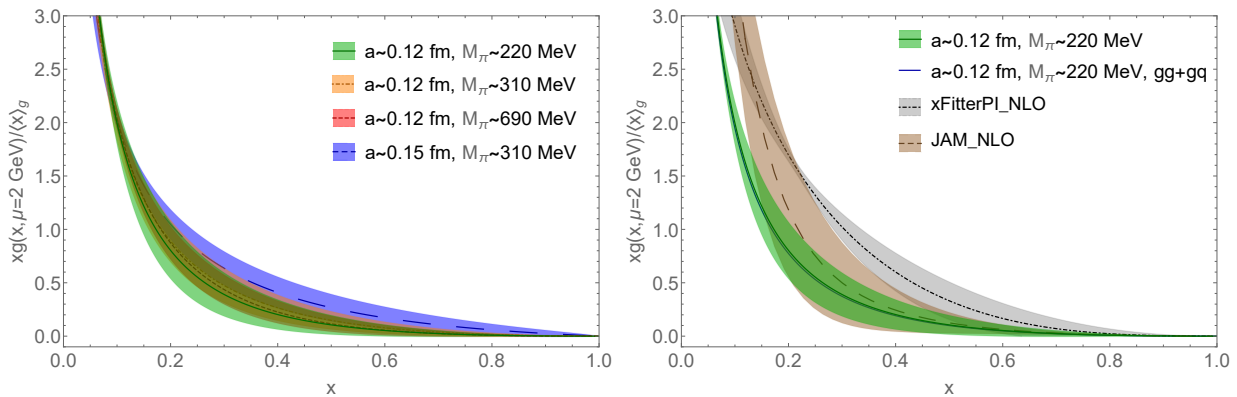 xg(x,μ=2 GeV)/⟨x⟩g
3.0
2.5
2.0
1.5
1.0
0.5
0.0
a~0.12 fm, Mπ~220 MeV
a~0.12 fm, Mπ~310 MeV
a~0.12 fm, Mπ~690 MeV
a~0.15 fm, Mπ~310 MeV
0.0 0.2 0.4 0.6 0.8 1.0
x
xg(x,μ=2 GeV)/⟨x⟩g
3.0
2.5
2.0
1.5
1.0
0.5
0.0
a~0.12 fm, Mπ~220 MeV
a~0.12 fm, Mπ~220 MeV, gg+gq
xFitterPI_NLO
JAM_NLO
0.0 0.2 0.4 0.6 0.8 1.0
x